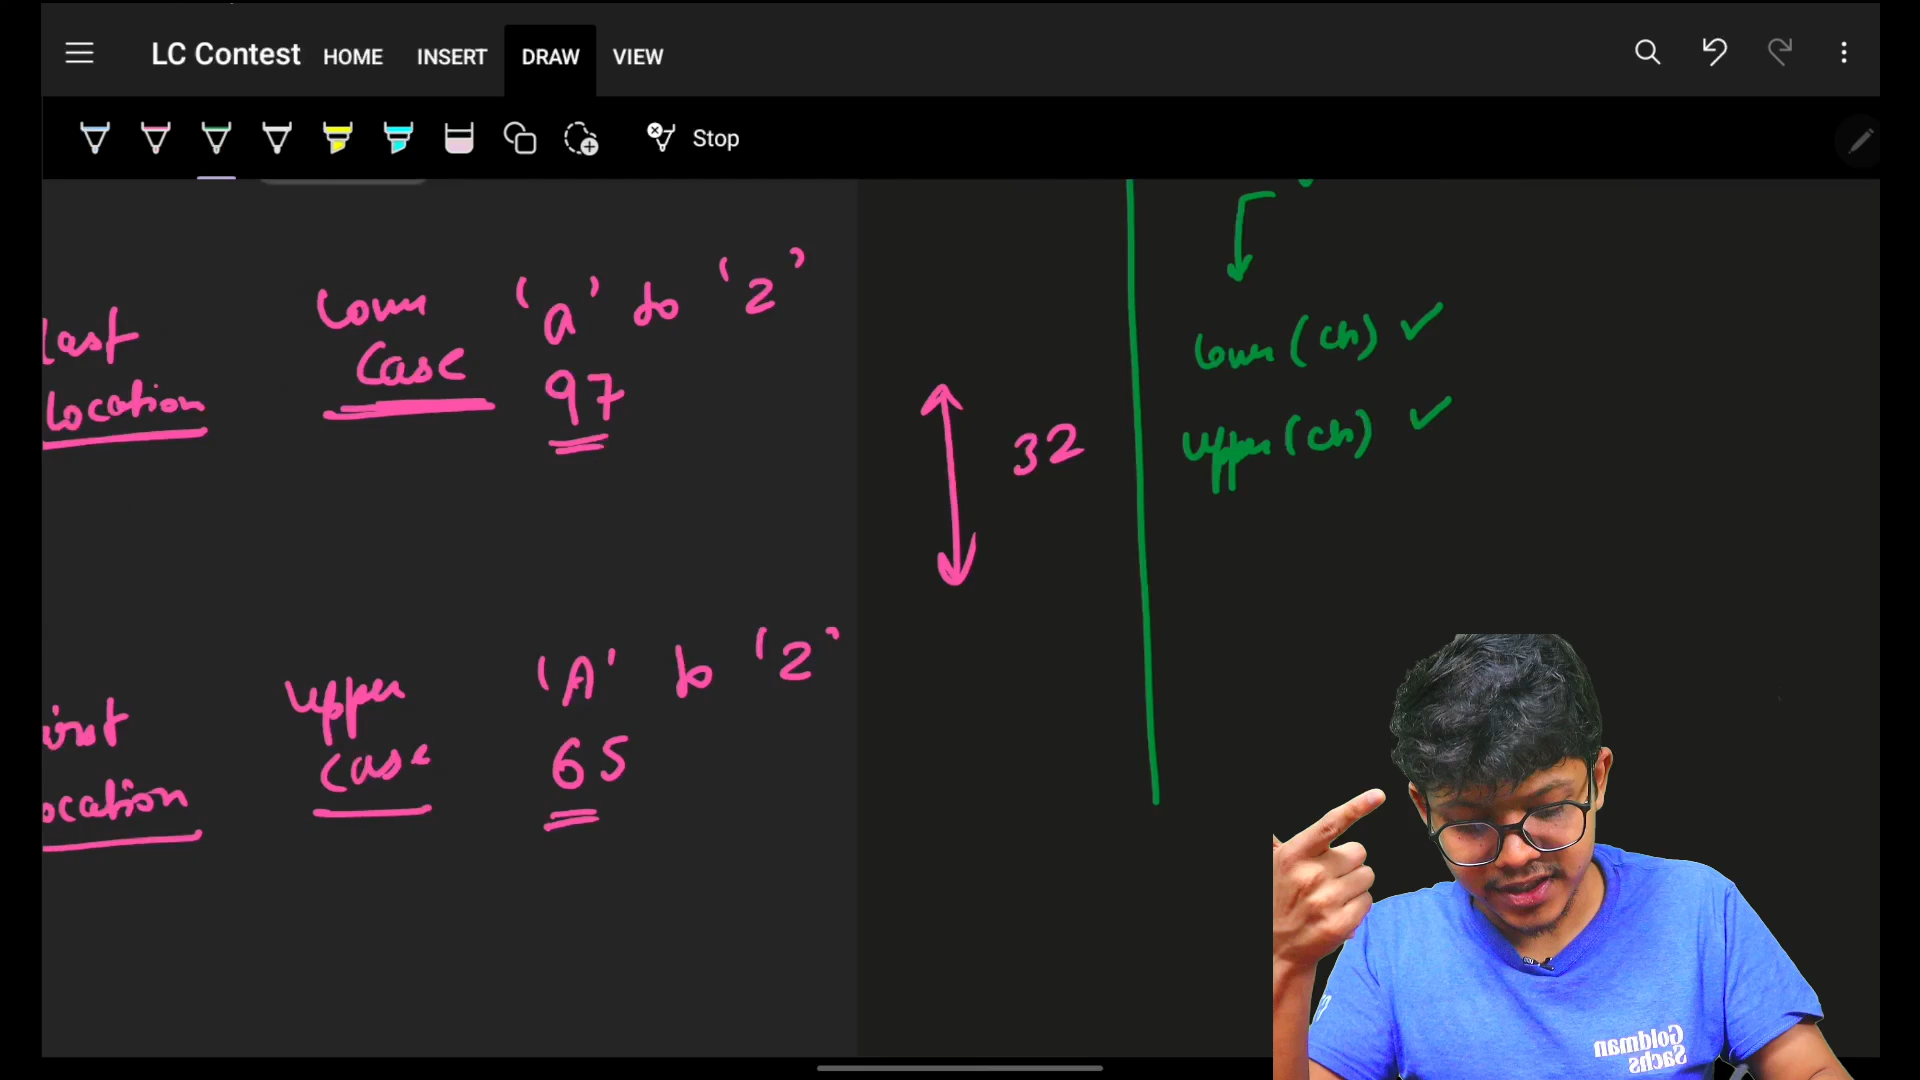 LC Contest HOME INSERT DRAW VIEW
Stop
last
location
lower
case
'a' to 'z'
97
32
lower(ch) ✓
upper(ch) ✓
irst
ocation
upper
case
'A' to 'z'
65
Goldman
Sachs